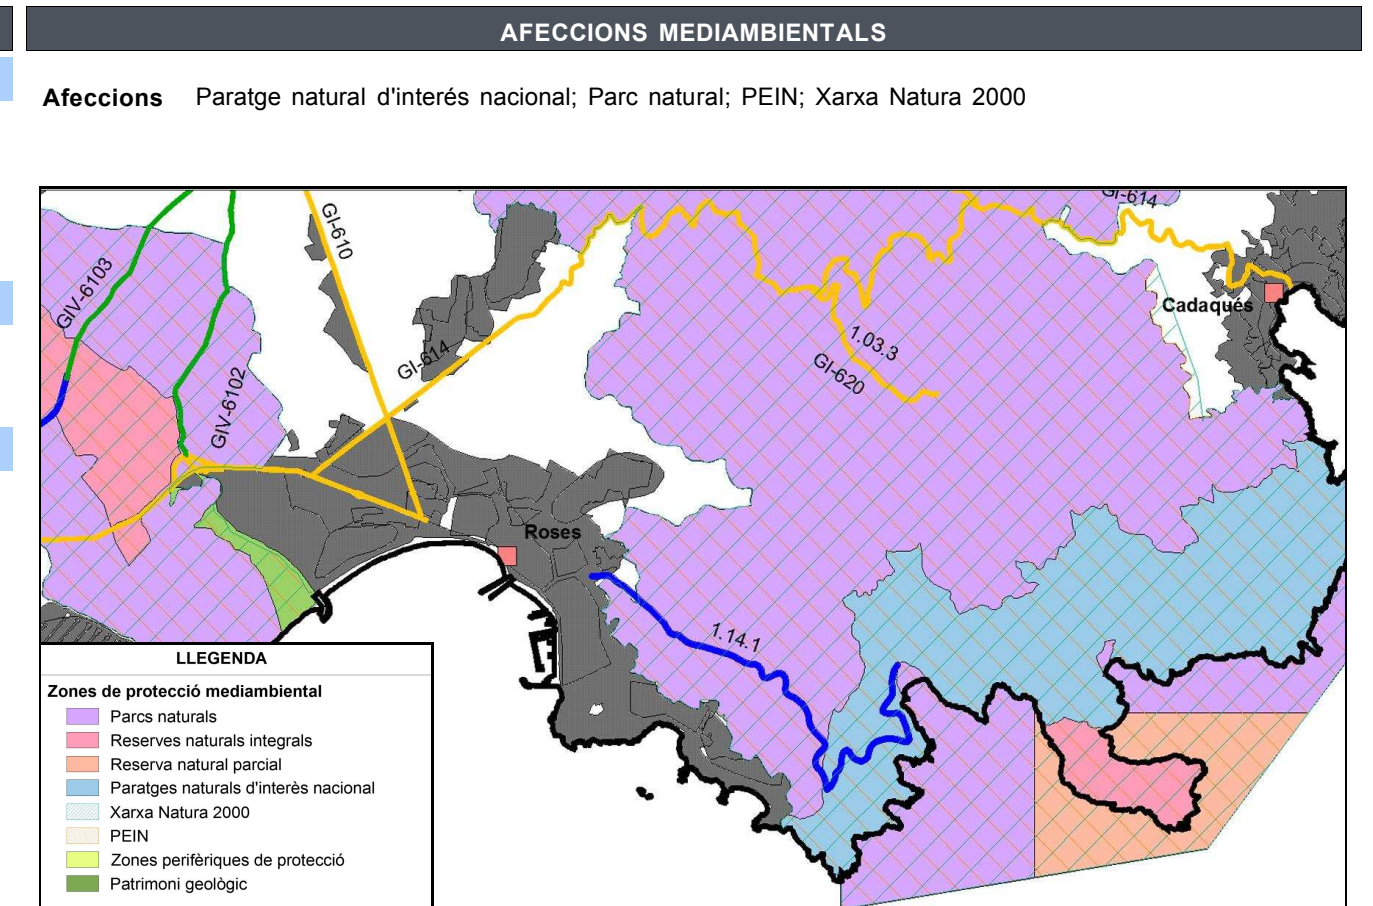 AFECCIONS MEDIAMBIENTALS
Afeccions Paratge natural d'interés nacional; Parc natural; PEIN; Xarxa Natura 2000
GI-614
GI-610
GIV-6103
Cadaqués
1.03.3
GI-614
GI-620
GIV-6102
Roses
1.14.1
LLEGENDA
Zones de protecció mediambiental
Parcs naturals
Reserves naturals integrals
Reserva natural parcial
Paratges naturals d'interès nacional
Xarxa Natura 2000
PEIN
Zones perifèriques de protecció
Patrimoni geològic